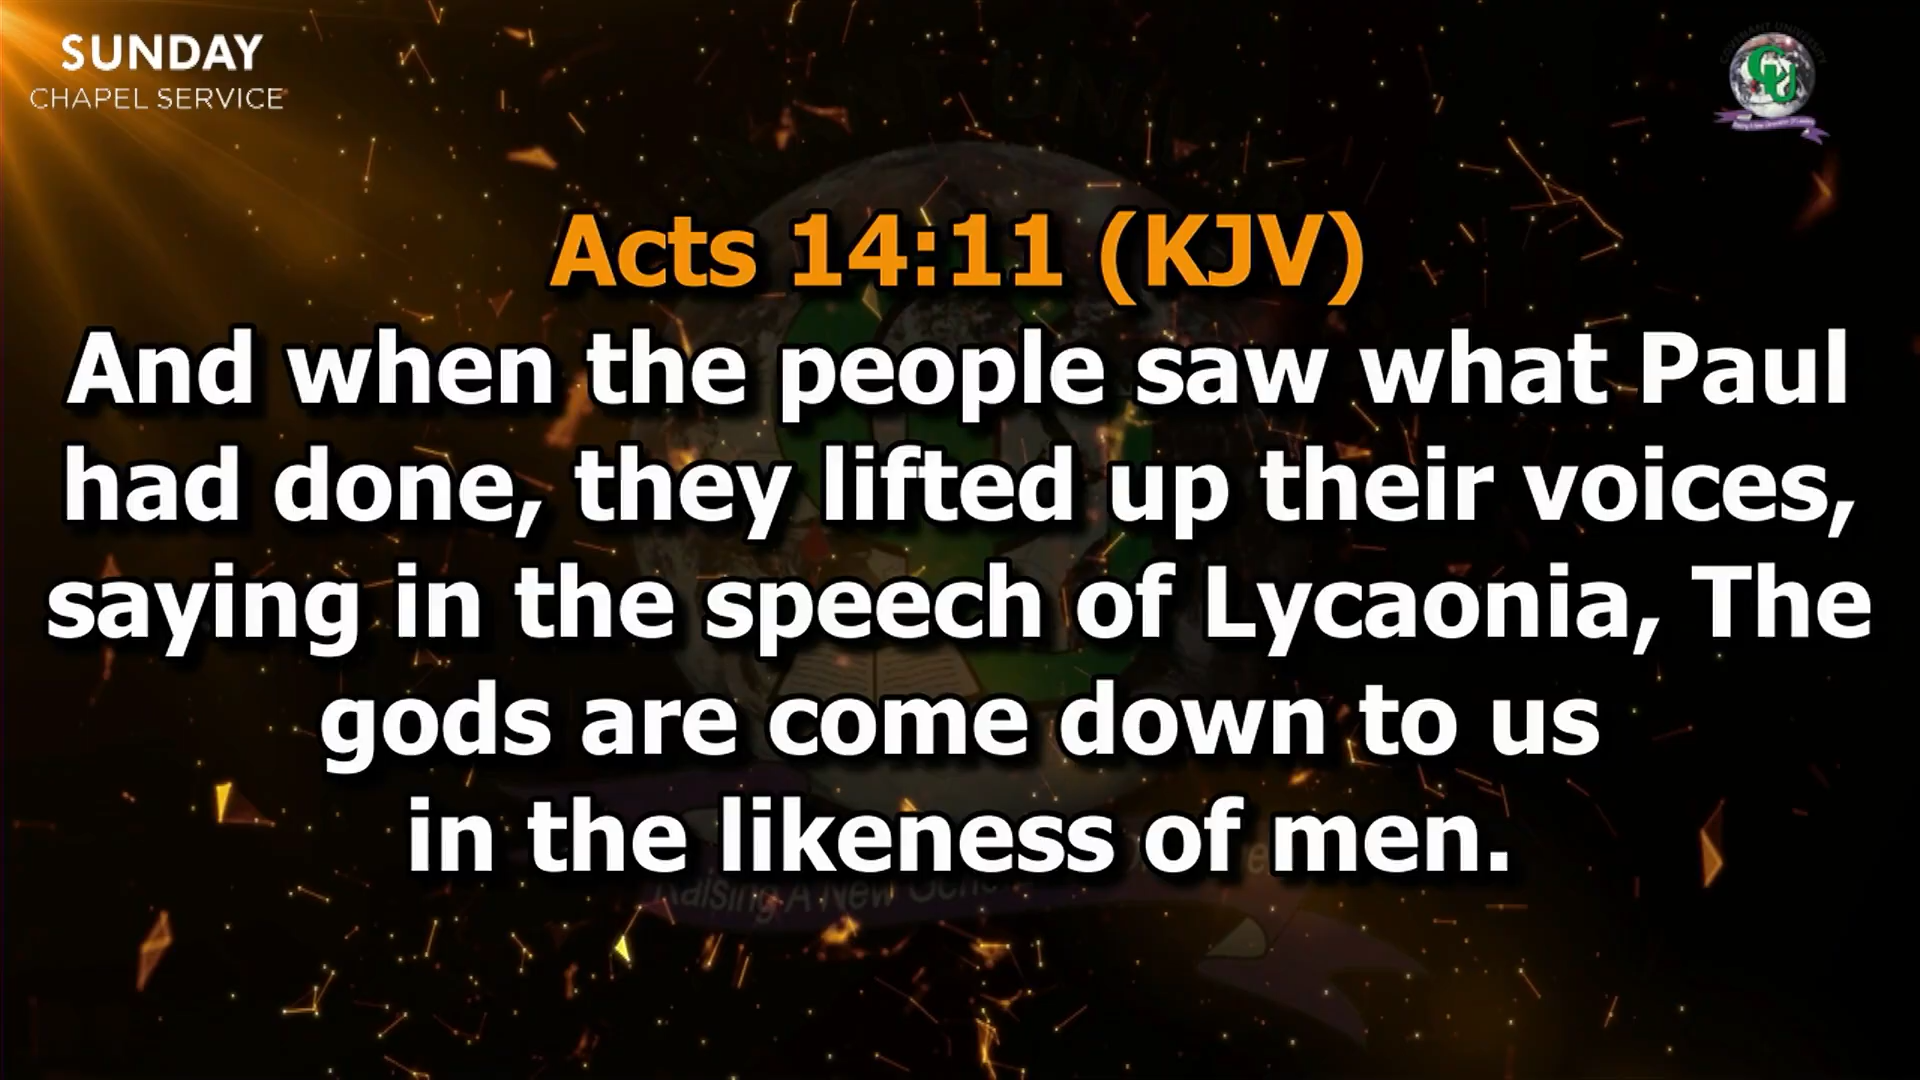 SUNDAY
CHAPEL SERVICE
Acts 14:11 (KJV)
And when the people saw what Paul
had done, they lifted up their voices,
saying in the speech of Lycaonia, The
gods are come down to us
in the likeness of men.
Raising A New